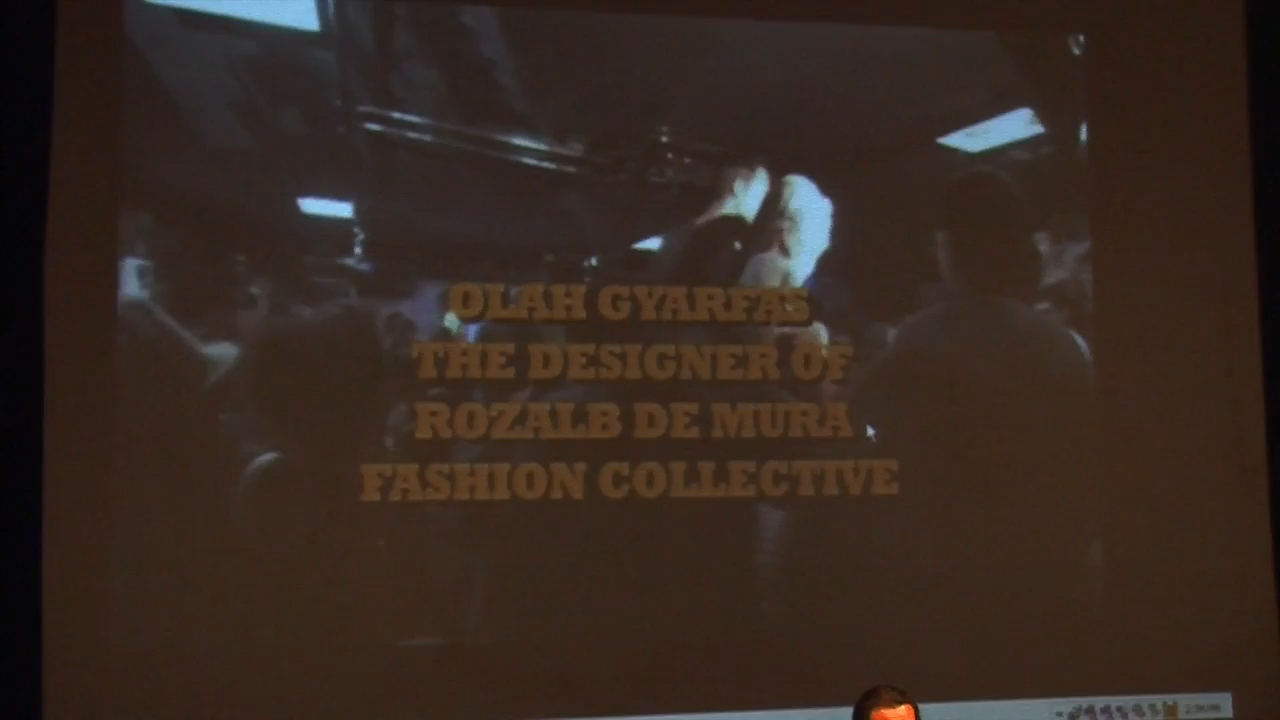 OLAH GYARFAS
THE DESIGNER OF
ROZALB DE MURA
FASHION COLLECTIVE